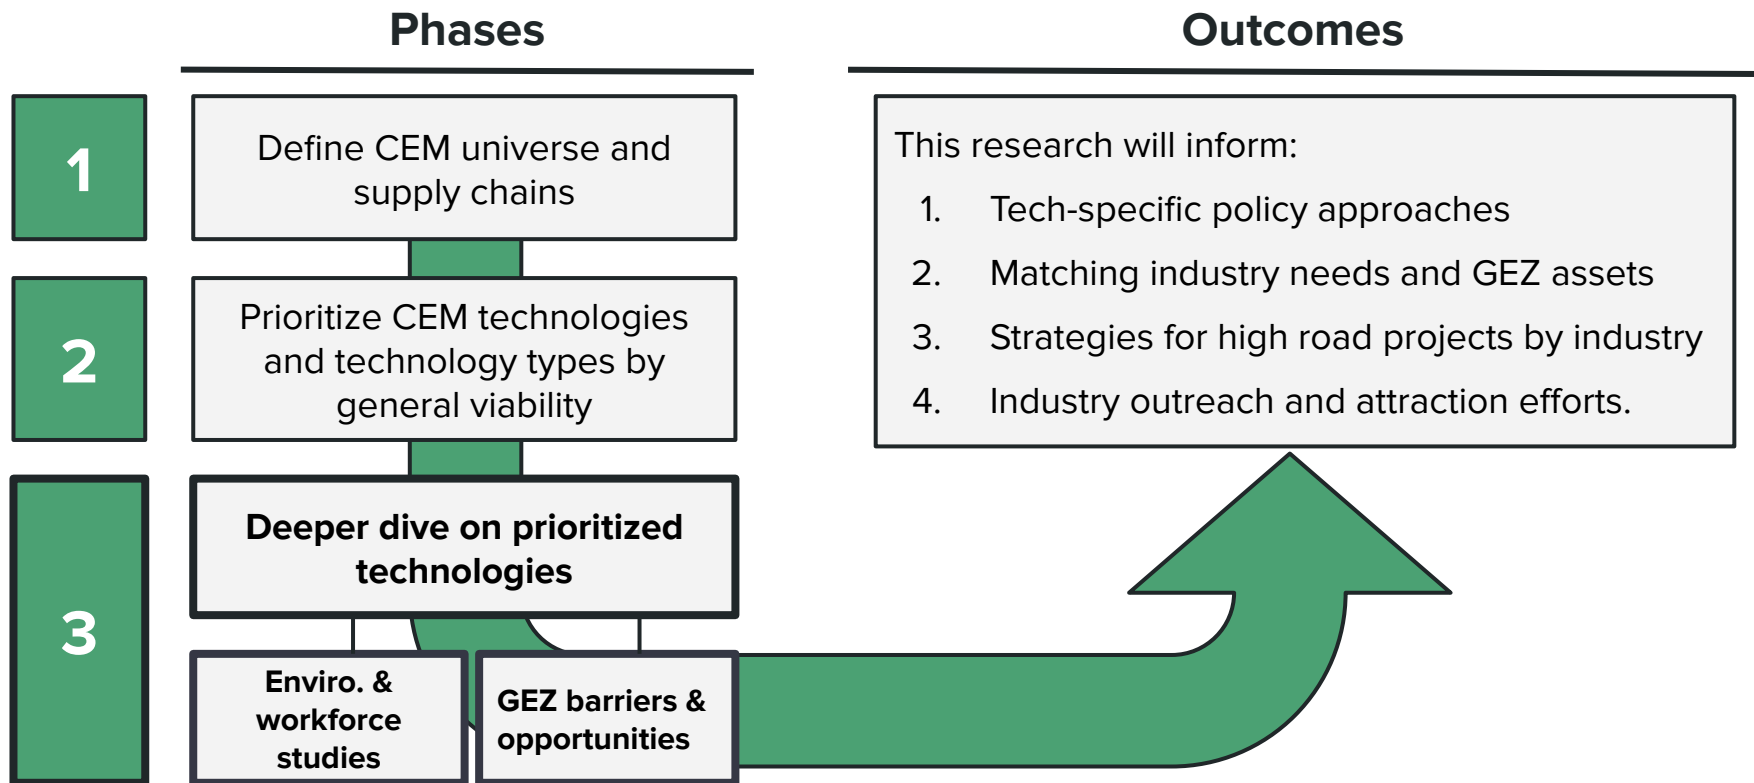 Phases
1
Define CEM universe and
supply chains
2
Prioritize CEM technologies
and technology types by
general viability
3
Deeper dive on prioritized
technologies
Enviro. &
workforce
studies
GEZ barriers &
opportunities
Outcomes
This research will inform:
1. Tech-specific policy approaches
2. Matching industry needs and GEZ assets
3. Strategies for high road projects by industry
4. Industry outreach and attraction efforts.